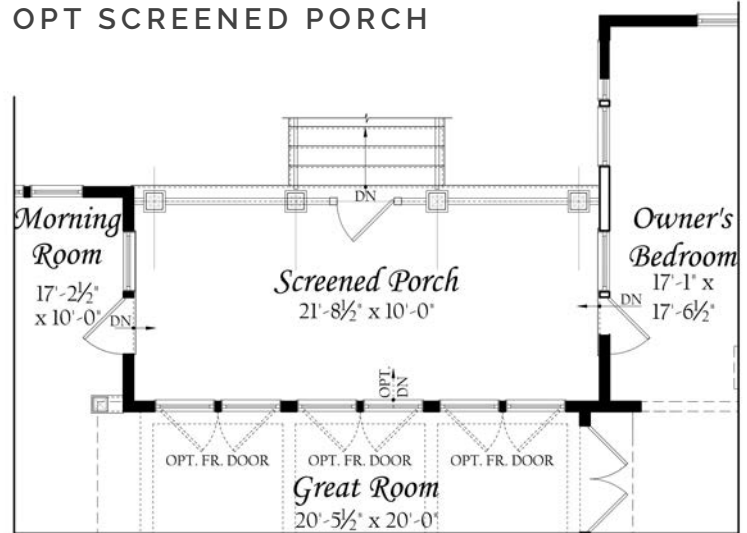 OPT SCREENED PORCH
DN
Morning
Room
17'-2½"
x 10'-0"
DN
Screened Porch
21'-8½" x 10'-0"
Owner's
Bedroom
17'-1" x
17'-6½"
DN
OPT.
DN
OPT. FR. DOOR
OPT. FR. DOOR
OPT. FR. DOOR
Great Room
20'-5½" x 20'-0"